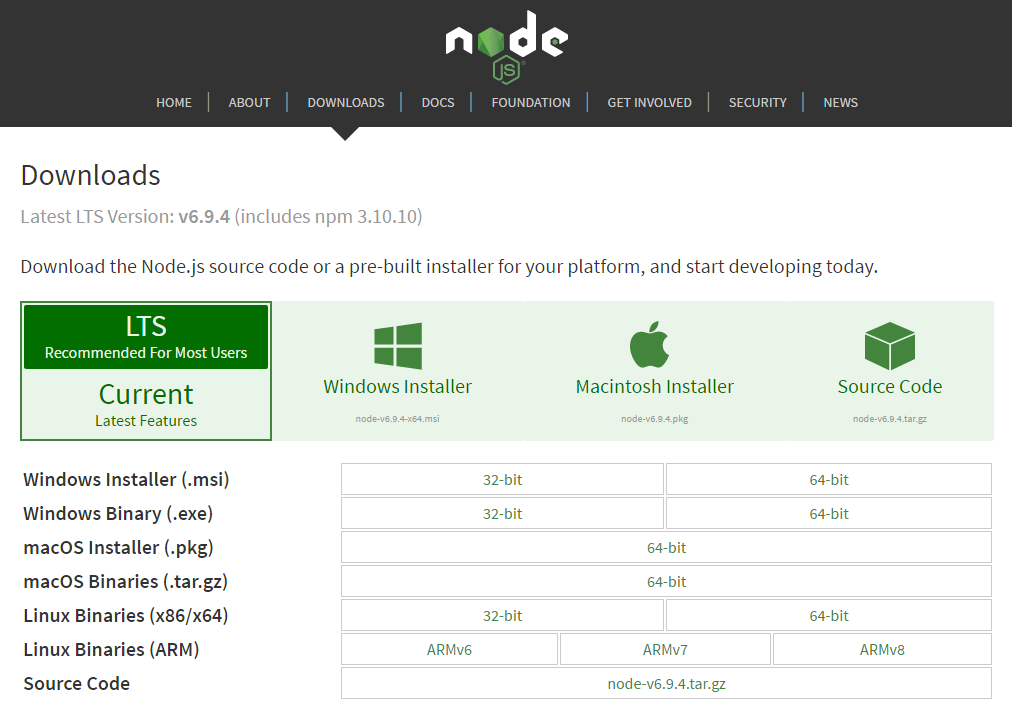 node
JS
HOME ABOUT DOWNLOADS DOCS FOUNDATION GET INVOLVED SECURITY NEWS
Downloads
Latest LTS Version: v6.9.4 (includes npm 3.10.10)
Download the Node.js source code or a pre-built installer for your platform, and start developing today.
LTS
Recommended For Most Users
Current
Latest Features
Windows Installer
node-v6.9.4-x64.msi
Macintosh Installer
node-v6.9.4.pkg
Source Code
node-v6.9.4.tar.gz
Windows Installer (.msi) 32-bit 64-bit
Windows Binary (.exe) 32-bit 64-bit
macOS Installer (.pkg) 64-bit
macOS Binaries (.tar.gz) 64-bit
Linux Binaries (x86/x64) 32-bit 64-bit
Linux Binaries (ARM) ARMv6 ARMv7 ARMv8
Source Code node-v6.9.4.tar.gz